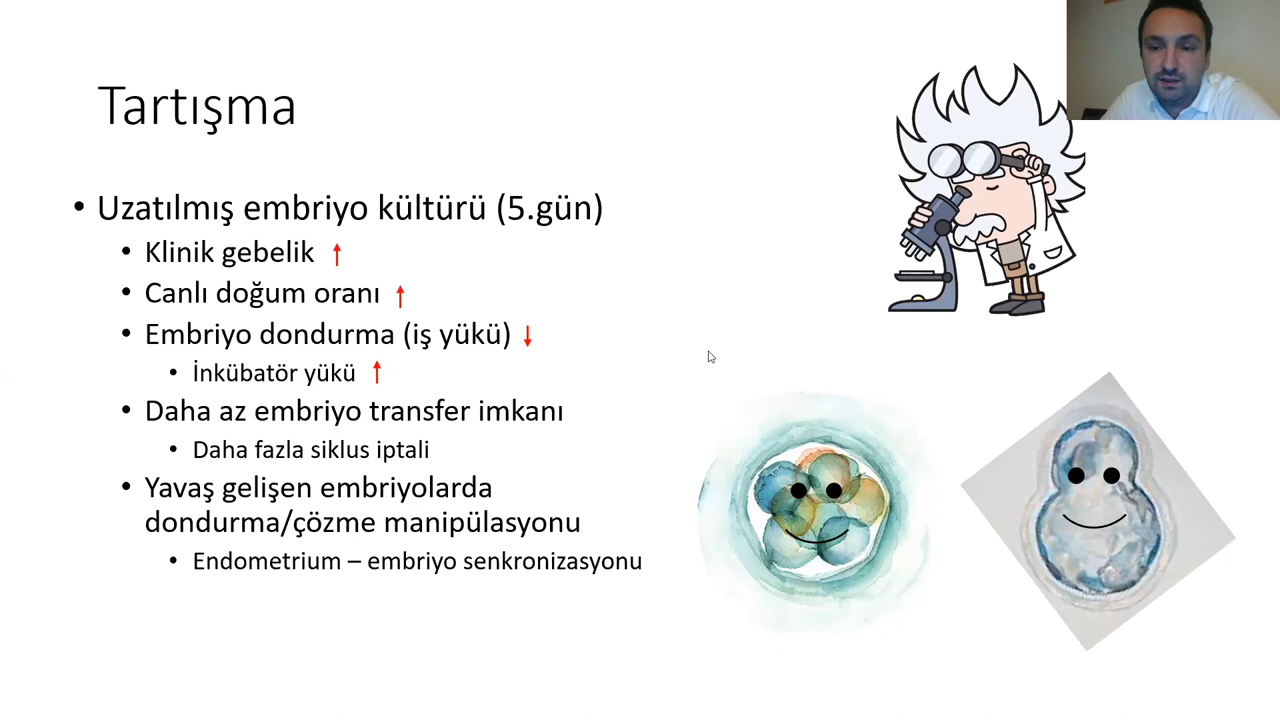 Tartışma
• Uzatılmış embriyo kültürü (5.gün)
• Klinik gebelik ↑
• Canlı doğum oranı ↑
• Embriyo dondurma (iş yükü) ↓
• İnkübatör yükü ↑
• Daha az embriyo transfer imkanı
• Daha fazla siklus iptali
• Yavaş gelişen embriyolarda
dondurma/çözme manipülasyonu
• Endometrium – embriyo senkronizasyonu